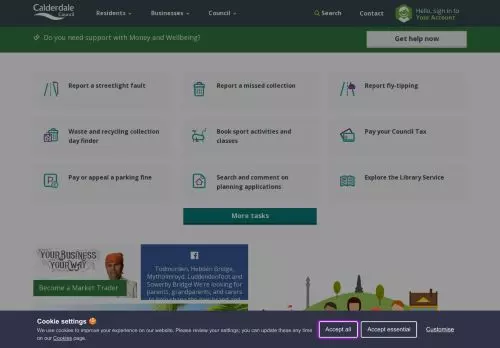 Calderdale
Council
Residents
Businesses
Council
Search
Contact
Hello, sign in to
Your Account
Do you need support with Money and Wellbeing?
Get help now
Report a streetlight fault
Report a missed collection
Report fly-tipping
Waste and recycling collection
day finder
Book sport activities and
classes
Pay your Council Tax
Pay or appeal a parking fine
Search and comment on
planning applications
Explore the Library Service
More tasks
YOUR BUSINESS
YOUR WAY
Become a Market Trader
Todmorden, Hebden Bridge,
Mytholmroyd, Luddendenfoot and
Sowerby Bridge! We're looking for
parents, grandparents, and carers
Cookie settings 🍪
We use cookies to improve your experience on our website. Please review your settings; you can update these any time
on our Cookies page.
Accept all
Accept essential
Customise